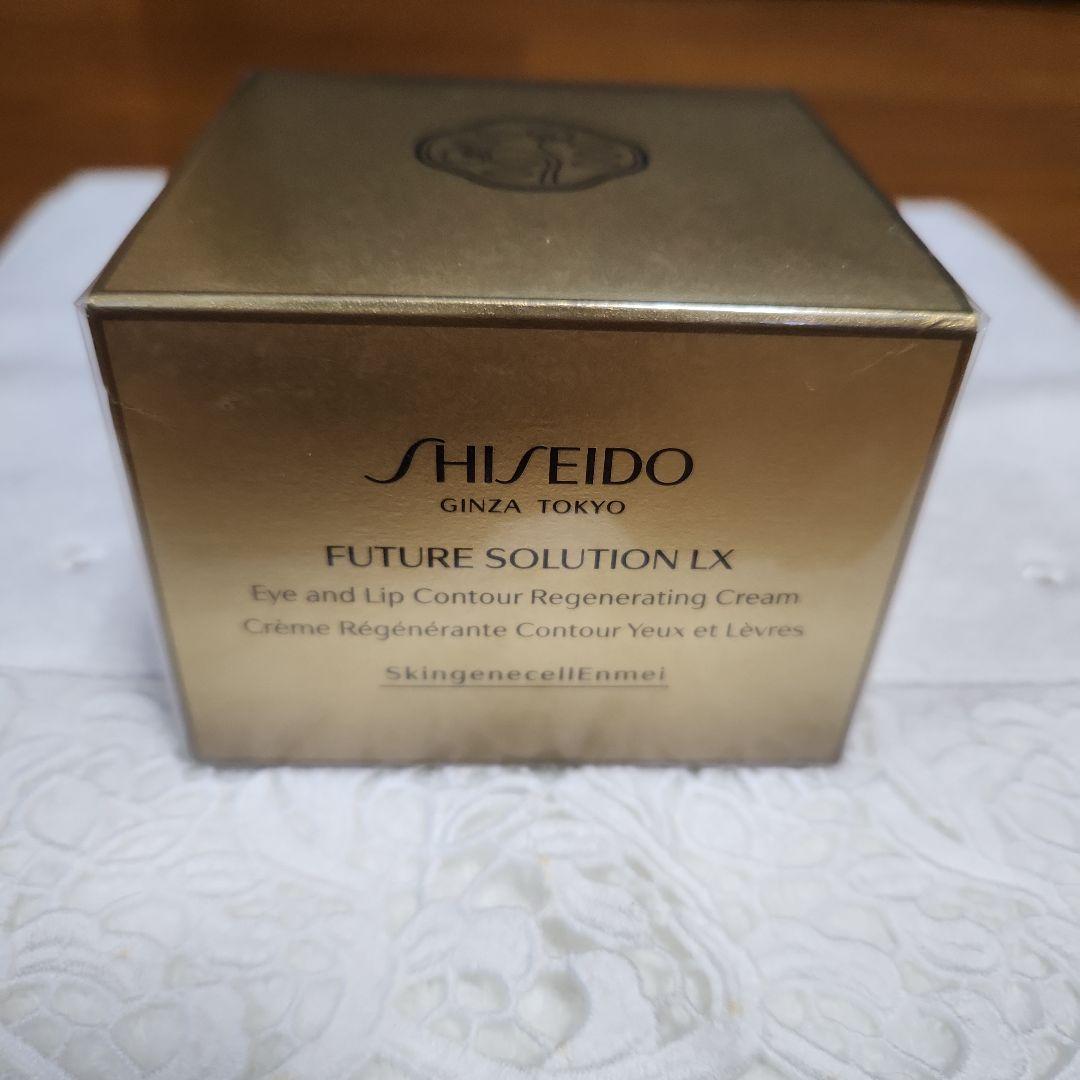 SHISEIDO
GINZA TOKYO
FUTURE SOLUTION LX
Eye and Lip Contour Regenerating Cream
Crème Régénérante Contour Yeux et Lèvres
SkingenecellEnmei